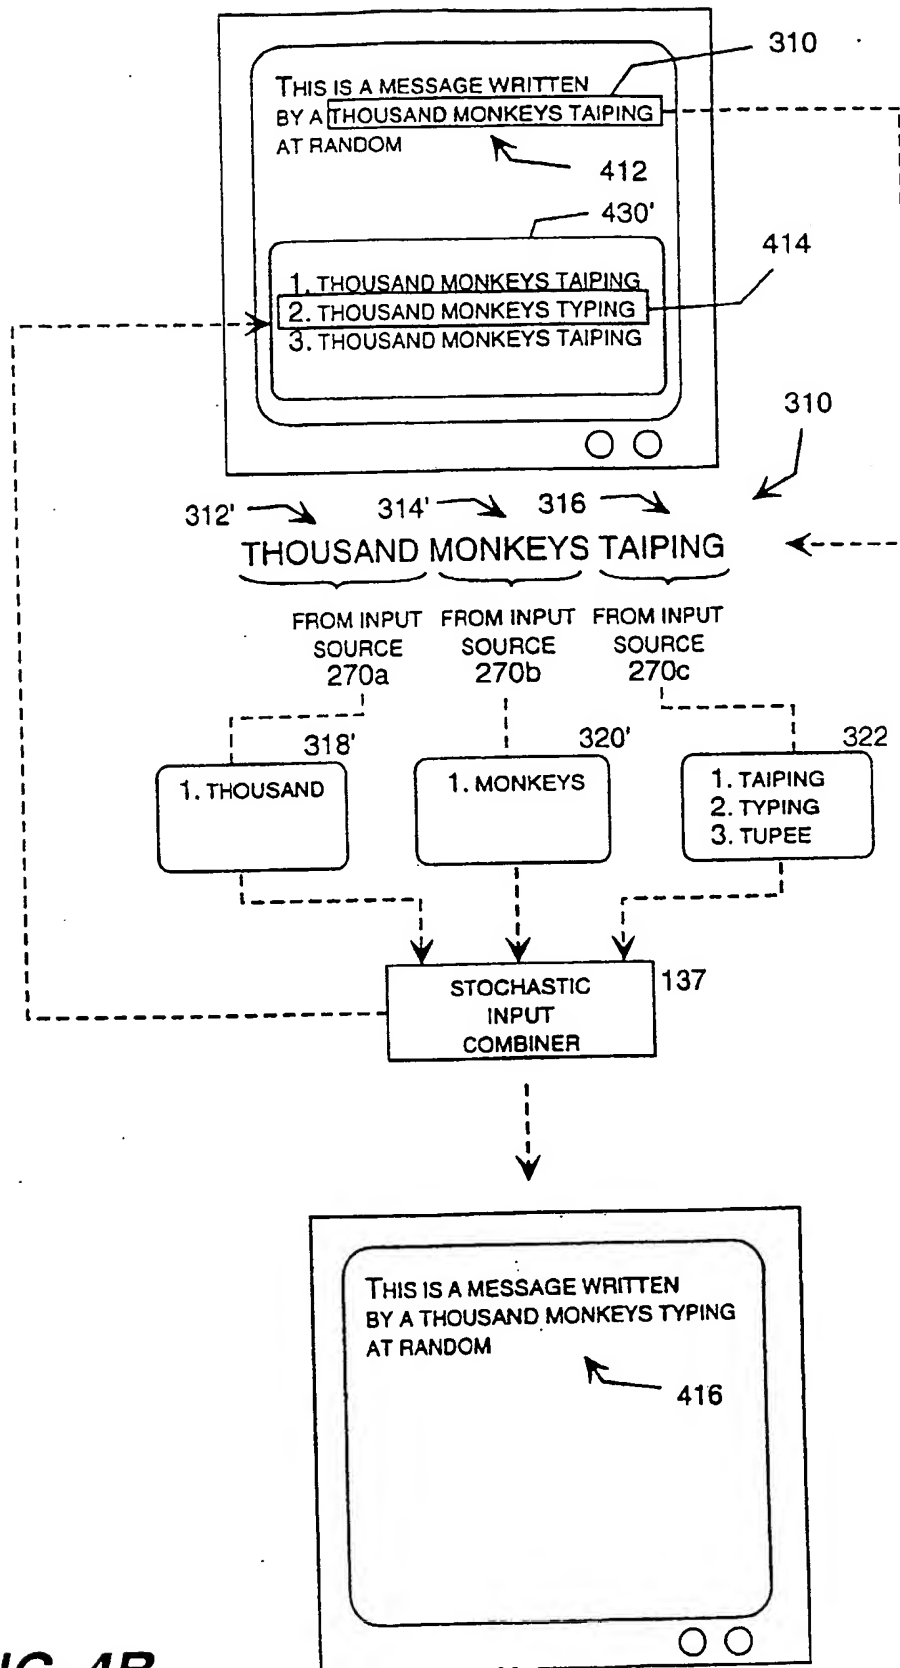 310
THIS IS A MESSAGE WRITTEN
BY A THOUSAND MONKEYS TAIPING
AT RANDOM
412
430'
414
1. THOUSAND MONKEYS TAIPING
2. THOUSAND MONKEYS TYPING
3. THOUSAND MONKEYS TAIPING
310
312' 314' 316
THOUSAND MONKEYS TAIPING
FROM INPUT SOURCE 270a
FROM INPUT SOURCE 270b
FROM INPUT SOURCE 270c
318' 320' 322
1. THOUSAND
1. MONKEYS
1. TAIPING
2. TYPING
3. TUPEE
STOCHASTIC
INPUT
COMBINER
137
THIS IS A MESSAGE WRITTEN
BY A THOUSAND MONKEYS TYPING
AT RANDOM
416
4B